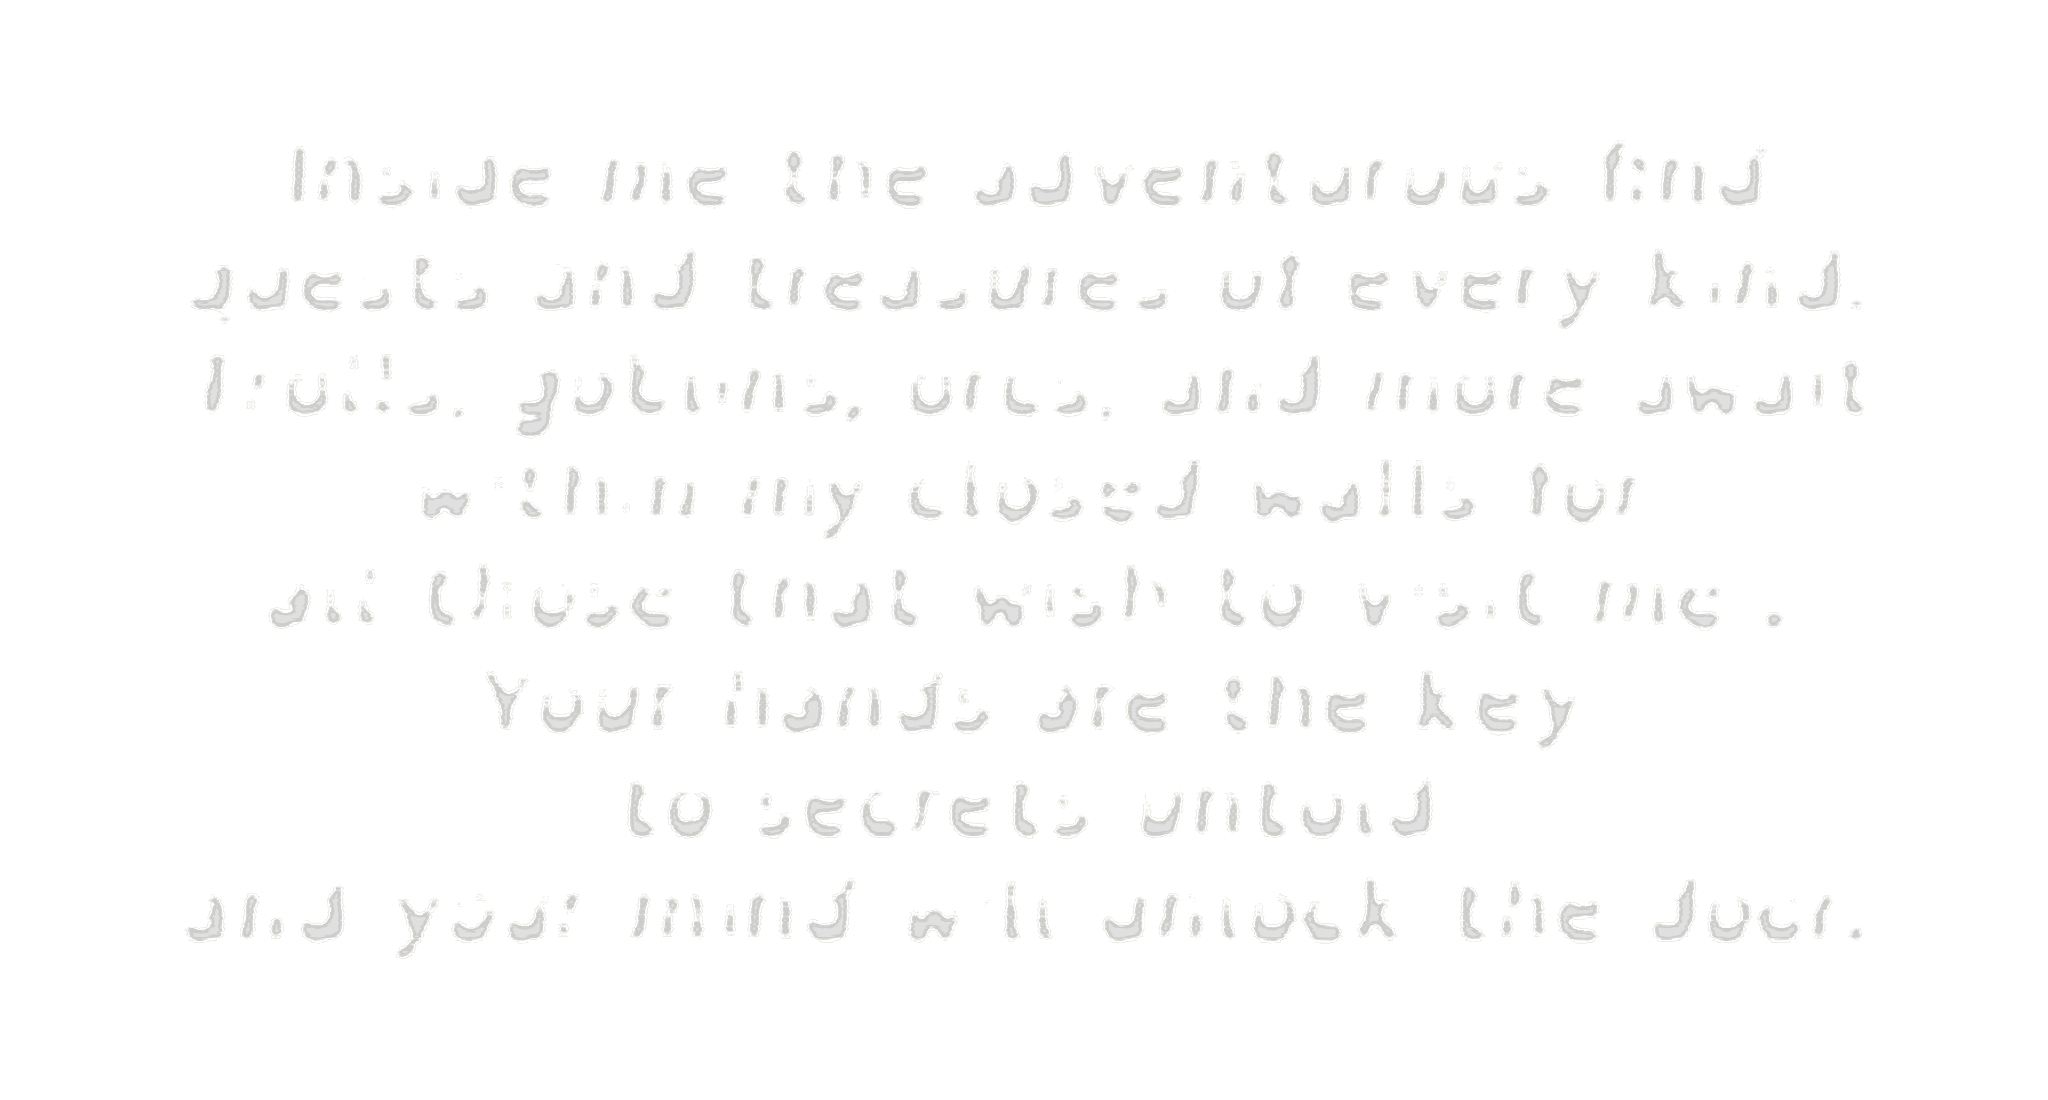 Inside me the adventurous find
quests and treasures of every kind.
Trolls, goblins, orcs, and more await
within my closed walls for
all those that wish to visit me .
Your hands are the key
to secrets untold
and your mind will unlock the door.